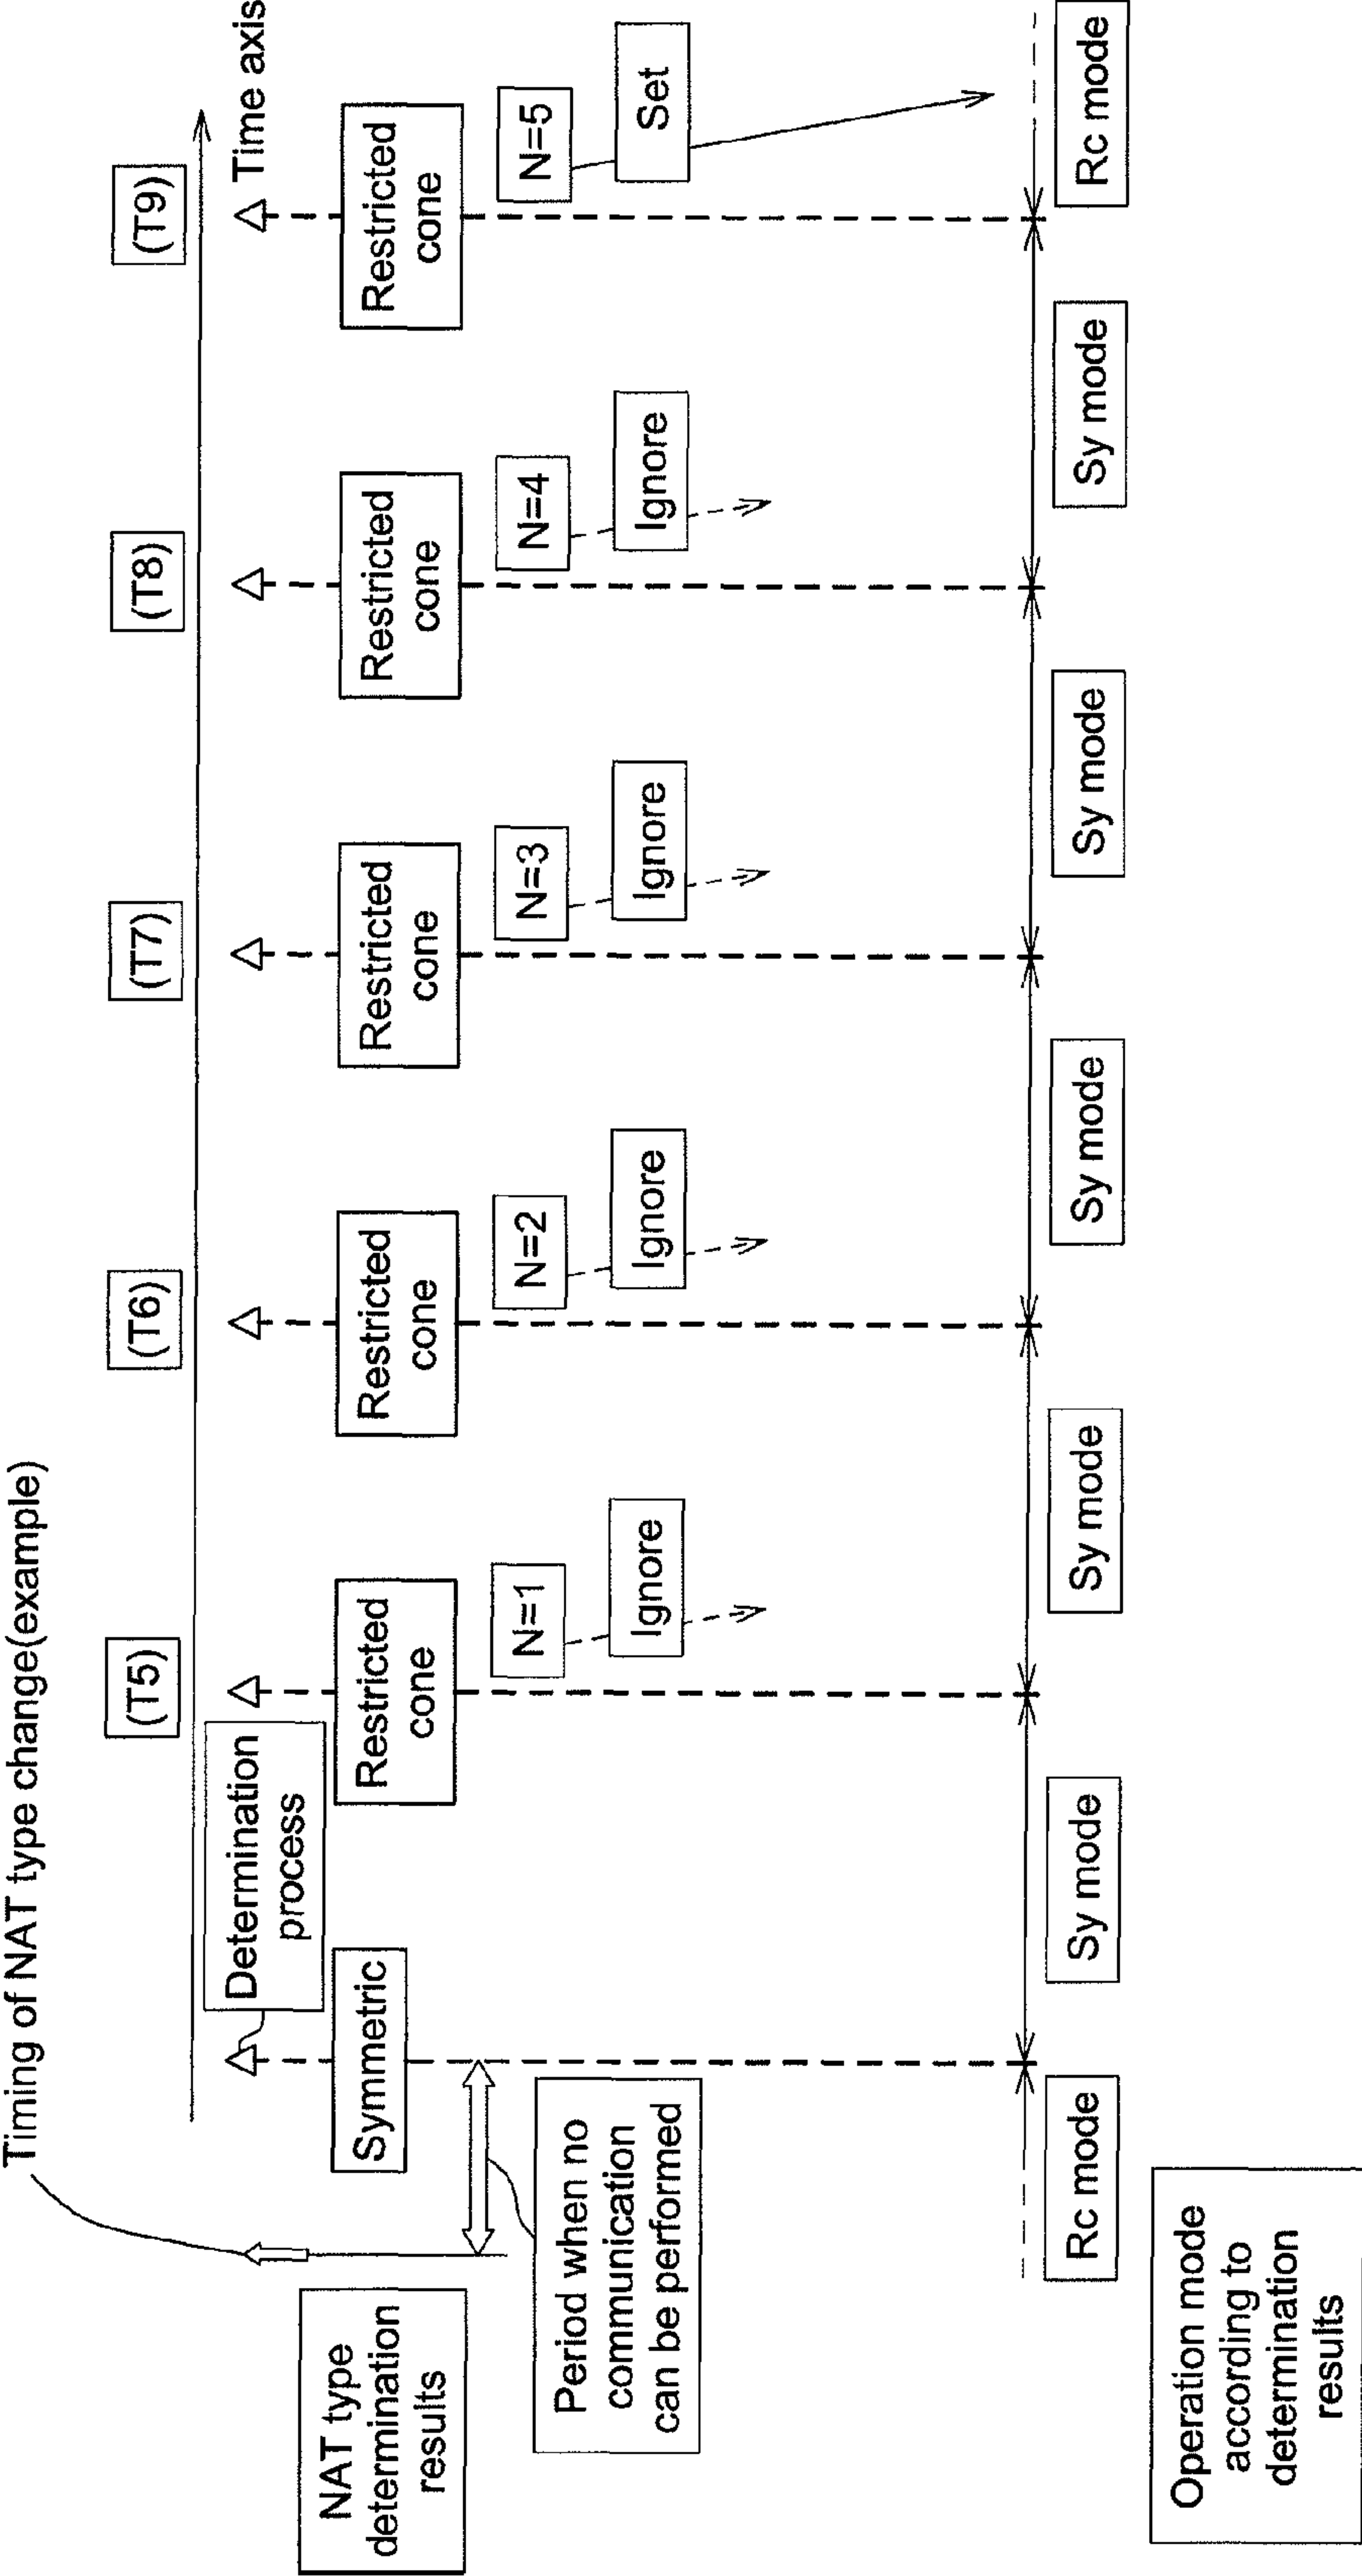 Timing of NAT type change(example)
(T5)
(T6)
(T7)
(T8)
(T9)
Time axis
Determination
process
NAT type
determination
results
Symmetric
Restricted
cone
Restricted
cone
Restricted
cone
Restricted
cone
Restricted
cone
Period when no
communication
can be performed
N=1
Ignore
N=2
Ignore
N=3
Ignore
N=4
Ignore
N=5
Set
Rc mode
Sy mode
Sy mode
Sy mode
Sy mode
Sy mode
Rc mode
Operation mode
according to
determination
results